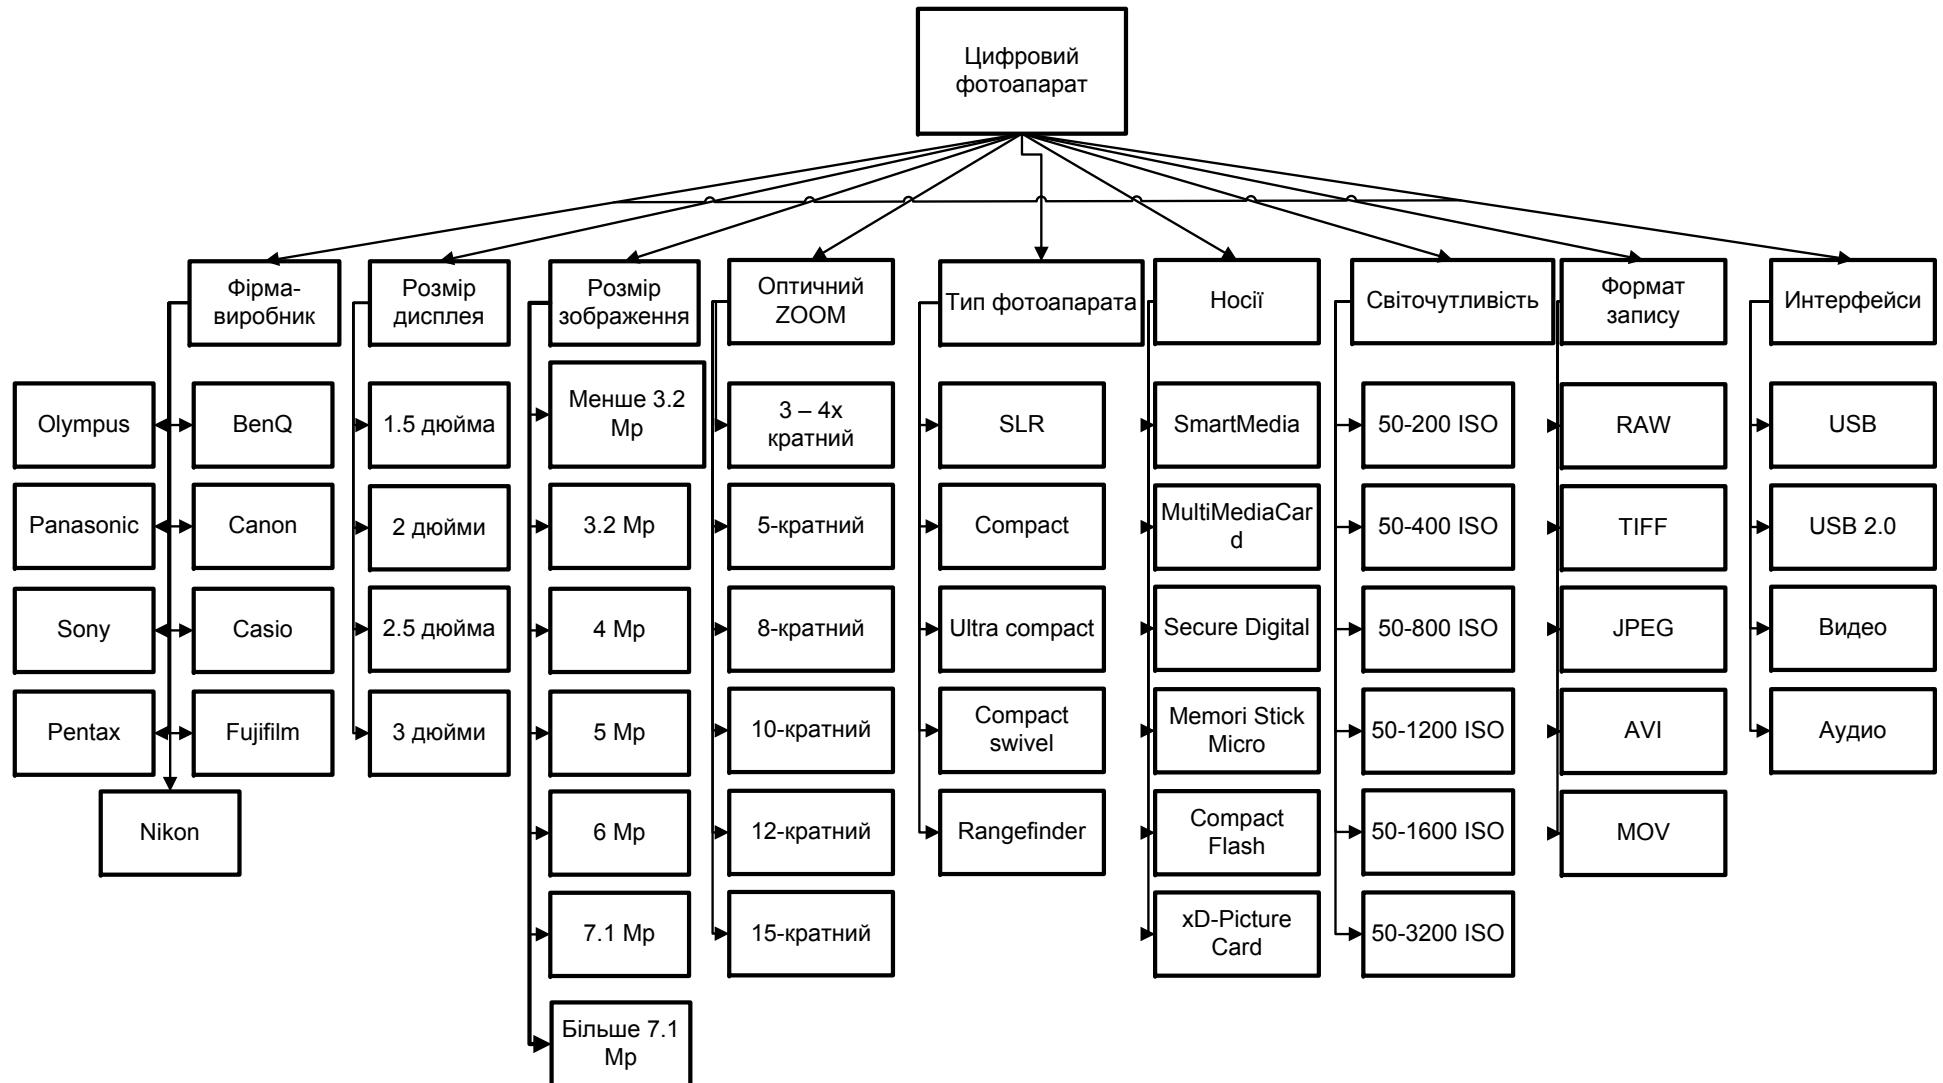 Цифровий
фотоапарат
Фірма-
виробник
Розмір
дисплея
Розмір
зображення
Оптичний
ZOOM
Тип фотоапарата
Носії
Світочутливість
Формат
запису
Интерфейси
Olympus
BenQ
1.5 дюйма
Менше 3.2
Mp
3 – 4х
кратний
SLR
SmartMedia
50-200 ISO
RAW
USB
Panasonic
Canon
2 дюйми
3.2 Mp
5-кратний
Compact
MultiMediaCar
d
50-400 ISO
TIFF
USB 2.0
Sony
Casio
2.5 дюйма
4 Mp
8-кратний
Ultra compact
Secure Digital
50-800 ISO
JPEG
Видео
Pentax
Fujifilm
3 дюйми
5 Mp
10-кратний
Compact
swivel
Memori Stick
Micro
50-1200 ISO
AVI
Аудио
Nikon
6 Mp
12-кратний
Rangefinder
Compact
Flash
50-1600 ISO
MOV
7.1 Mp
15-кратний
xD-Picture
Card
50-3200 ISO
Більше 7.1
Mp